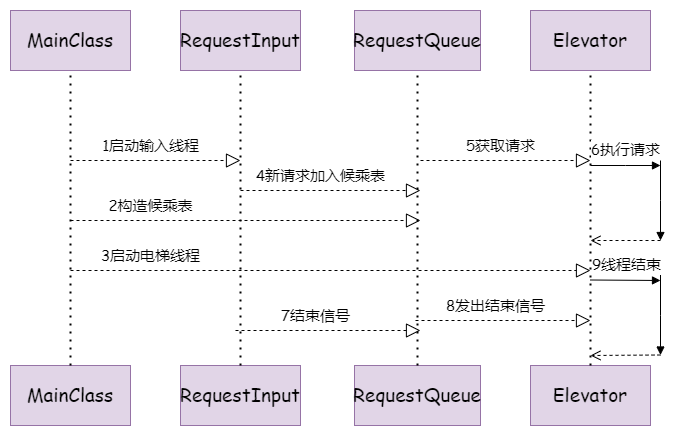 MainClass
RequestInput
RequestQueue
Elevator
1启动输入线程
5获取请求
6执行请求
4新请求加入候乘表
2构造候乘表
3启动电梯线程
9线程结束
7结束信号
8发出结束信号
MainClass
RequestInput
RequestQueue
Elevator